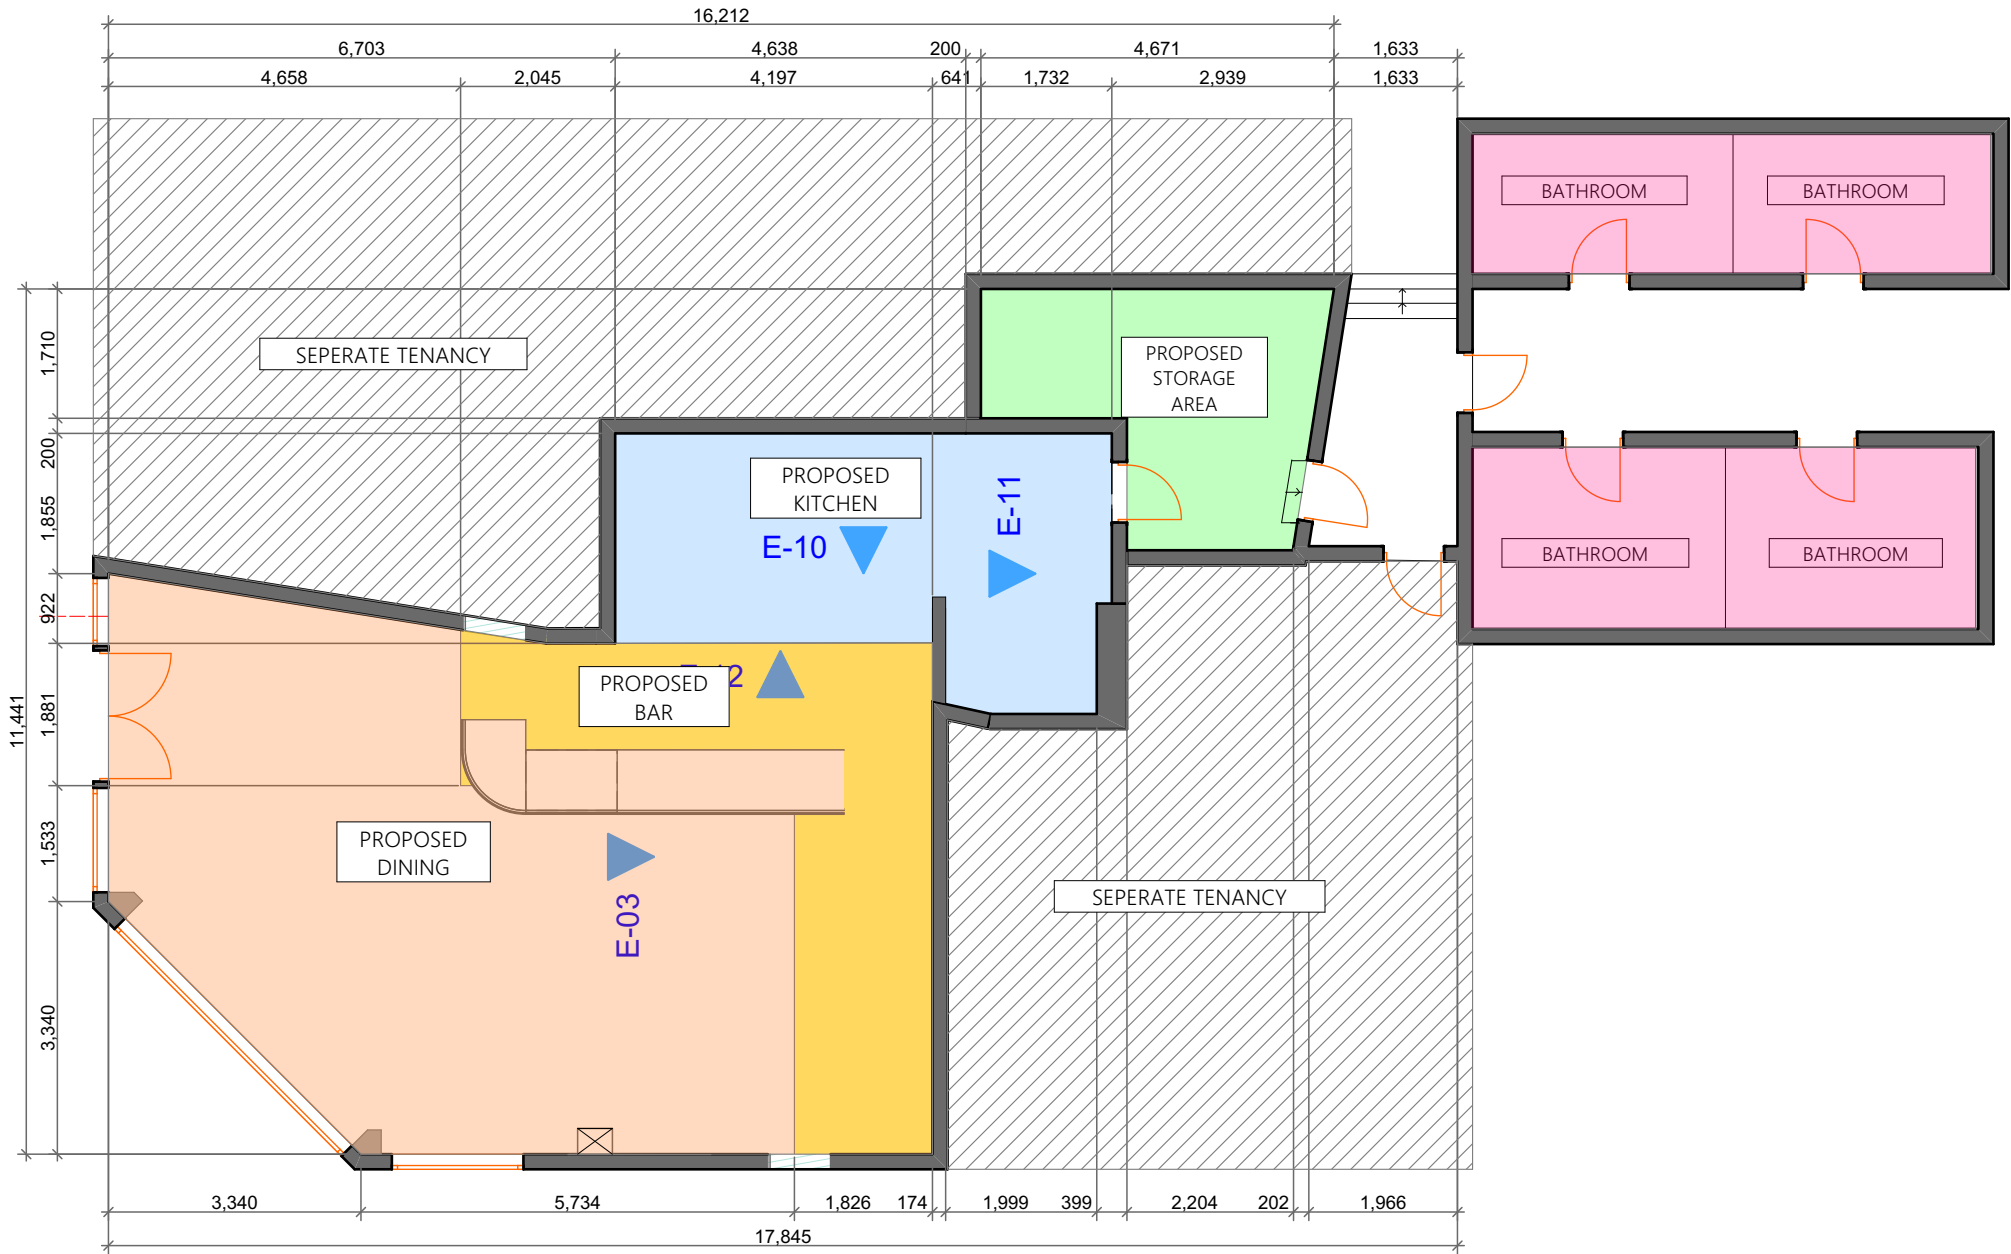 16,212
6,703 4,638 200 4,671 1,633
4,658 2,045 4,197 641 1,732 2,939 1,633
BATHROOM BATHROOM
SEPERATE TENANCY
PROPOSED
STORAGE
AREA
1,710
200
1,855
922
1,881
1,533
3,340
11,441
PROPOSED
KITCHEN
E-10
E-11
BATHROOM BATHROOM
PROPOSED
BAR
2
PROPOSED
DINING
E-03
SEPERATE TENANCY
3,340 5,734 1,826 174 1,999 399 2,204 202 1,966
17,845